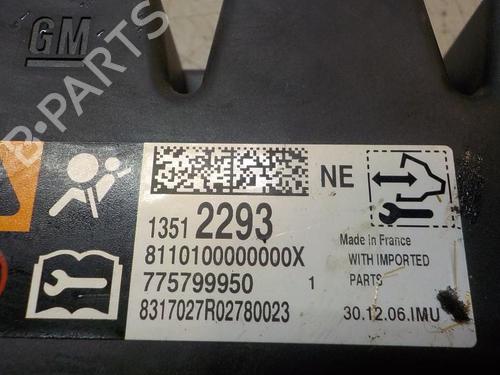 GM
B-PARTS
NE
1351 2293
8110100000000X
775799950 1
8317027R02780023
Made in France
WITH IMPORTED
PARTS
30.12.06.IMU